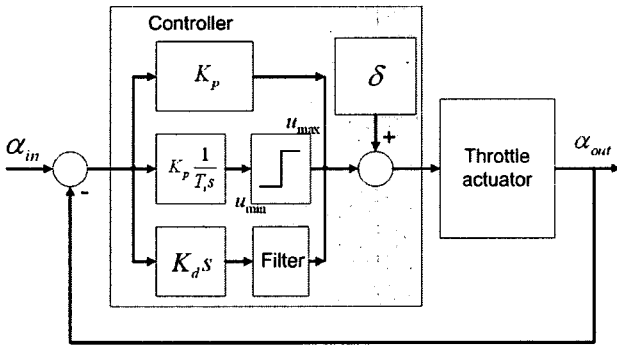 Controller
K_p
δ
u_max
+
α_in
-
K_p 1/(T_i s)
u_min
Throttle
actuator
α_out
K_d s
Filter